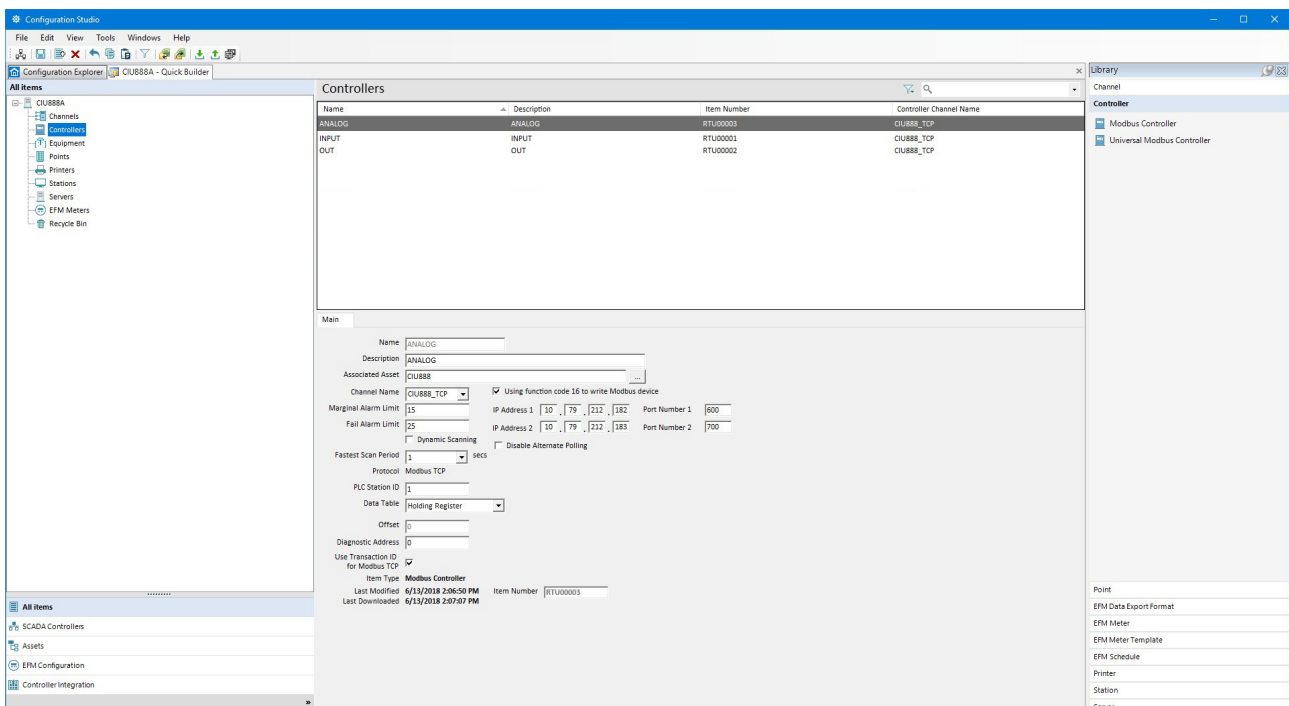 Configuration Studio
File Edit View Tools Windows Help
Configuration Explorer CIU888A - Quick Builder
All items
CIU888A
Channels
Controllers
Equipment
Points
Printers
Stations
Servers
EFM Meters
Recycle Bin
All items
SCADA Controllers
Assets
EFM Configuration
Controller Integration
»
Controllers
Name Description Item Number Controller Channel Name
ANALOG ANALOG RTU00003 CIU888_TCP
INPUT INPUT RTU00001 CIU888_TCP
OUT OUT RTU00002 CIU888_TCP
Main
Name ANALOG
Description ANALOG
Associated Asset CIU888 ...
Channel Name CIU888_TCP Using function code 16 to write Modbus device
Marginal Alarm Limit 15 IP Address 1 10 . 79 . 212 . 182 Port Number 1 600
Fail Alarm Limit 25 IP Address 2 10 . 79 . 212 . 183 Port Number 2 700
Dynamic Scanning Disable Alternate Polling
Fastest Scan Period 1 secs
Protocol Modbus TCP
PLC Station ID 1
Data Table Holding Register
Offset 0
Diagnostic Address 0
Use Transaction ID
for Modbus TCP
Item Type Modbus Controller
Last Modified 6/13/2018 2:06:50 PM Item Number RTU00003
Last Downloaded 6/13/2018 2:07:07 PM
Library
Channel
Controller
Modbus Controller
Universal Modbus Controller
Point
EFM Data Export Format
EFM Meter
EFM Meter Template
EFM Schedule
Printer
Station